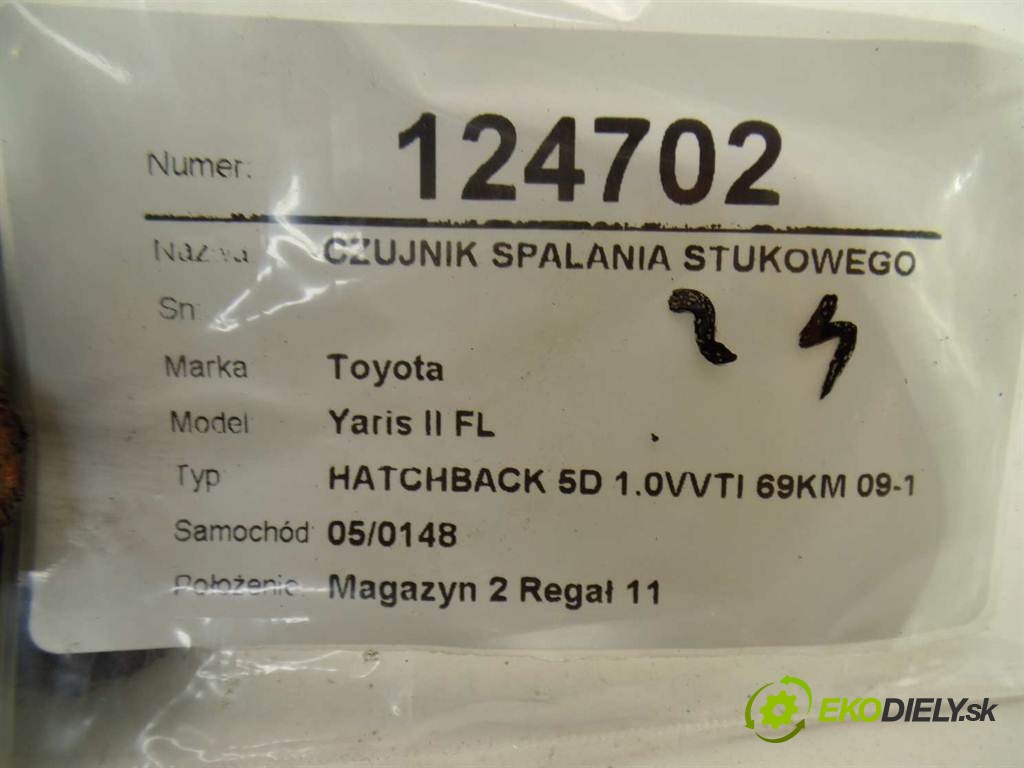 Numer: 124702
Nazwa CZUJNIK SPALANIA STUKOWEGO
Sn:
24
Marka Toyota
Model Yaris II FL
Typ HATCHBACK 5D 1.0VVTI 69KM 09-1
Samochód 05/0148
Położenie Magazyn 2 Regał 11
EKODIELY.sk